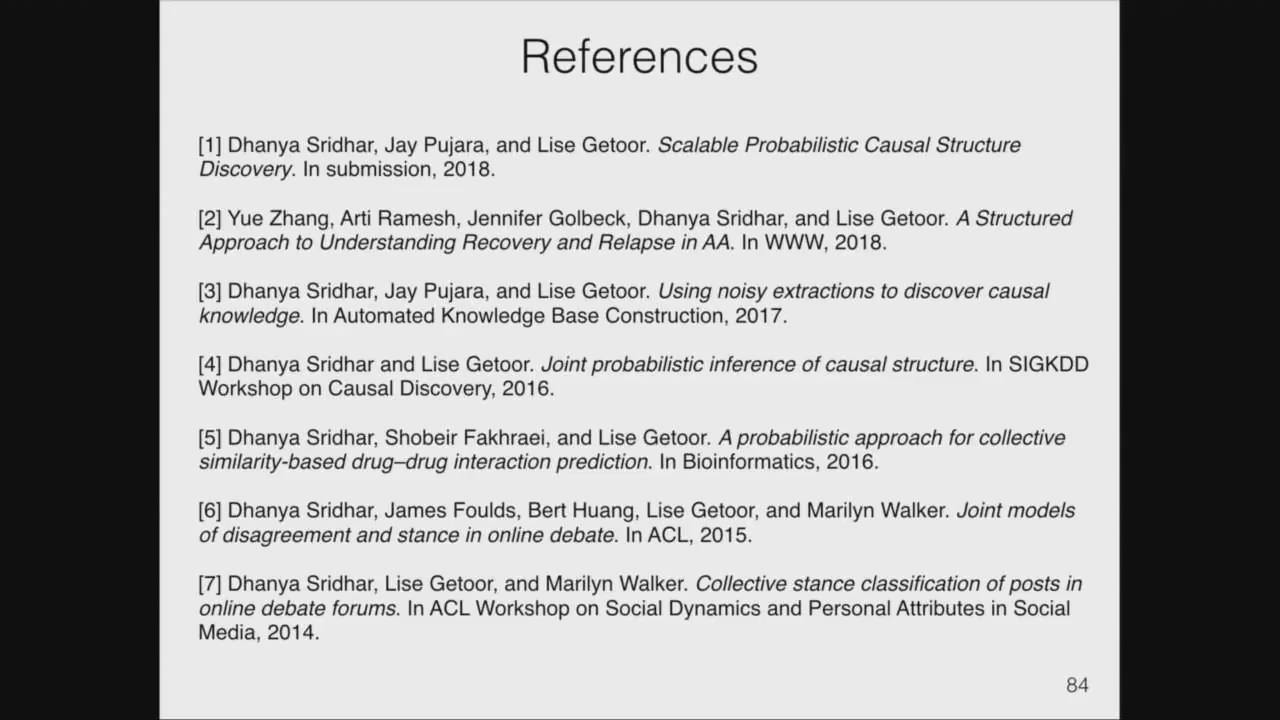 References
[1] Dhanya Sridhar, Jay Pujara, and Lise Getoor. Scalable Probabilistic Causal Structure
Discovery. In submission, 2018.
[2] Yue Zhang, Arti Ramesh, Jennifer Golbeck, Dhanya Sridhar, and Lise Getoor. A Structured
Approach to Understanding Recovery and Relapse in AA. In WWW, 2018.
[3] Dhanya Sridhar, Jay Pujara, and Lise Getoor. Using noisy extractions to discover causal
knowledge. In Automated Knowledge Base Construction, 2017.
[4] Dhanya Sridhar and Lise Getoor. Joint probabilistic inference of causal structure. In SIGKDD
Workshop on Causal Discovery, 2016.
[5] Dhanya Sridhar, Shobeir Fakhraei, and Lise Getoor. A probabilistic approach for collective
similarity-based drug–drug interaction prediction. In Bioinformatics, 2016.
[6] Dhanya Sridhar, James Foulds, Bert Huang, Lise Getoor, and Marilyn Walker. Joint models
of disagreement and stance in online debate. In ACL, 2015.
[7] Dhanya Sridhar, Lise Getoor, and Marilyn Walker. Collective stance classification of posts in
online debate forums. In ACL Workshop on Social Dynamics and Personal Attributes in Social
Media, 2014.
84